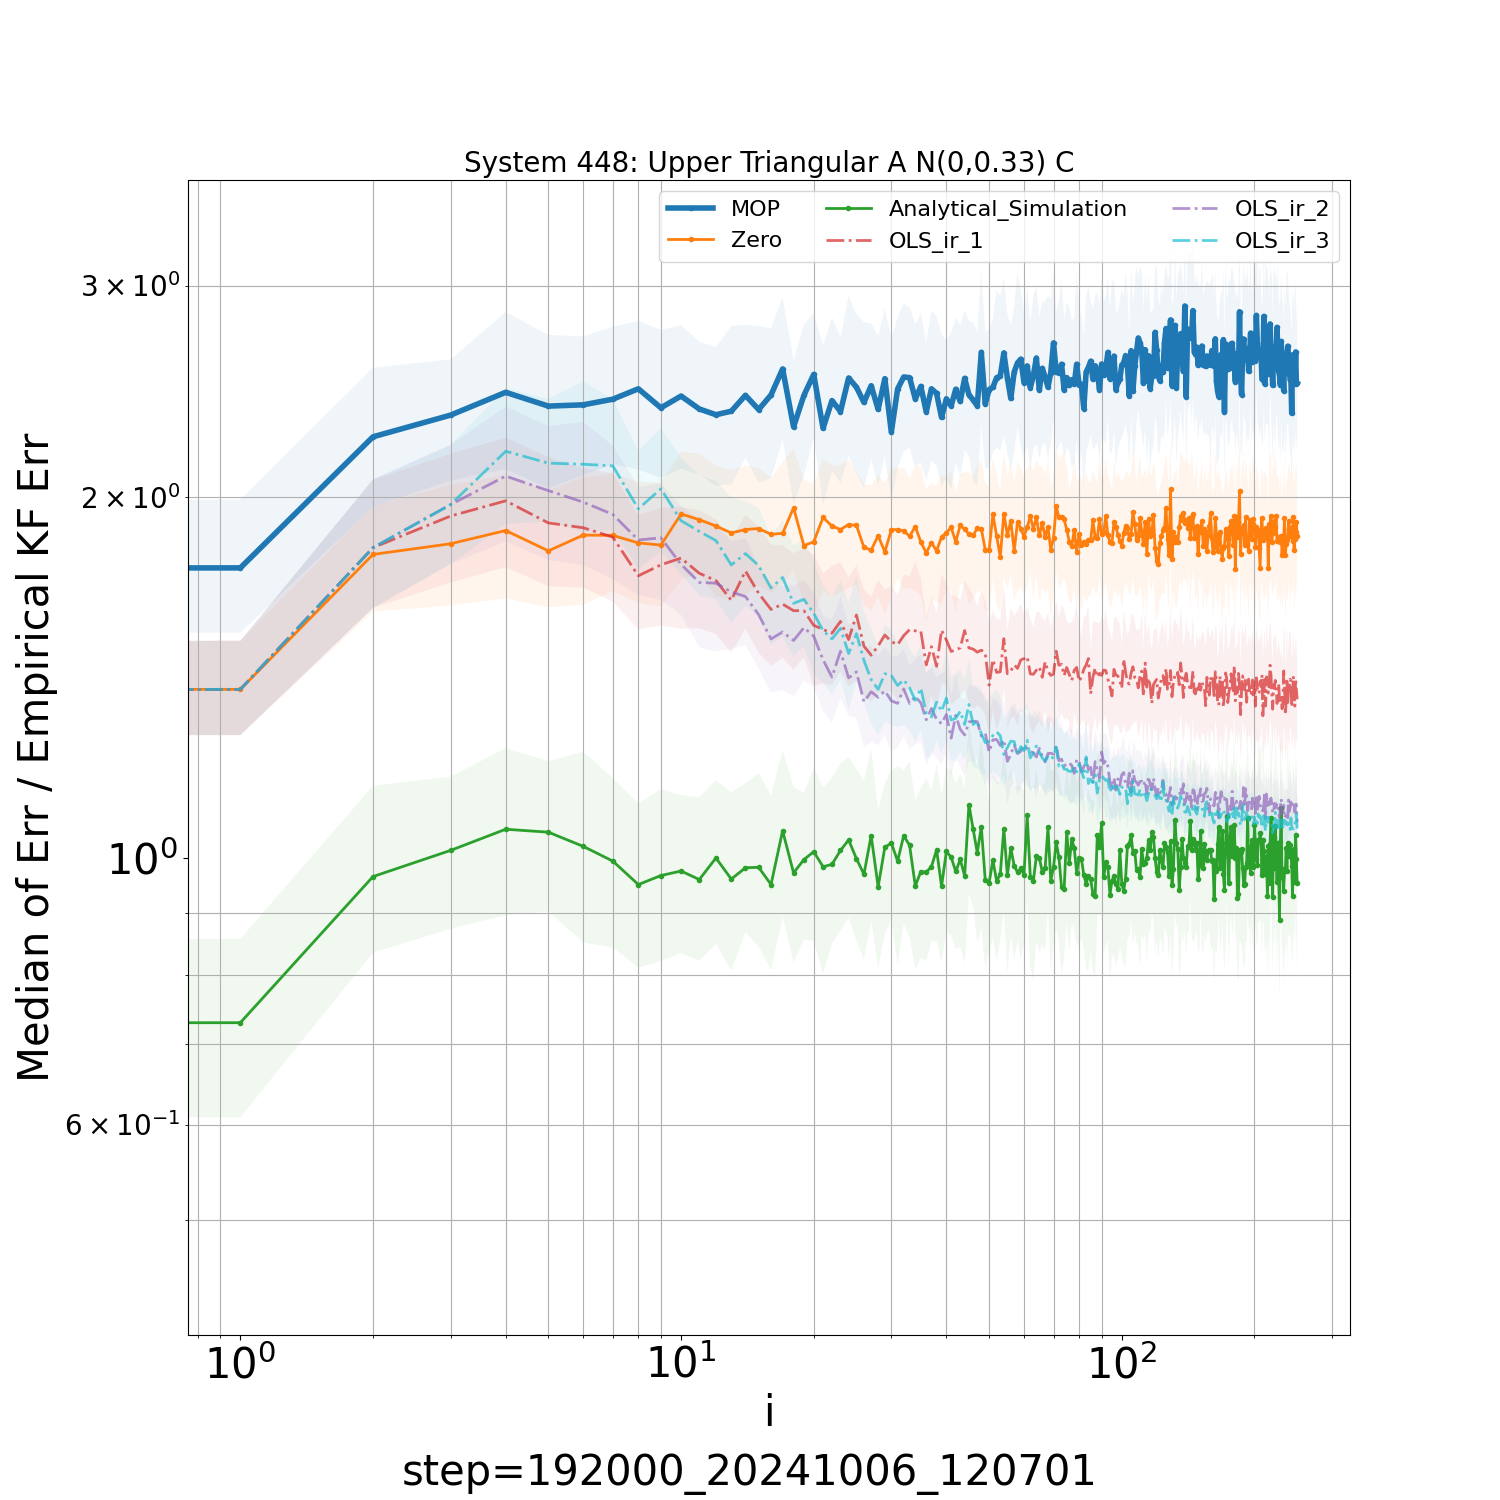 System 448: Upper Triangular A N(0,0.33) C
MOP
Zero
Analytical_Simulation
OLS_ir_1
OLS_ir_2
OLS_ir_3
Median of Err / Empirical KF Err
3 × 10⁰
2 × 10⁰
10⁰
6 × 10⁻¹
10⁰ 10¹ 10²
i
step=192000_20241006_120701